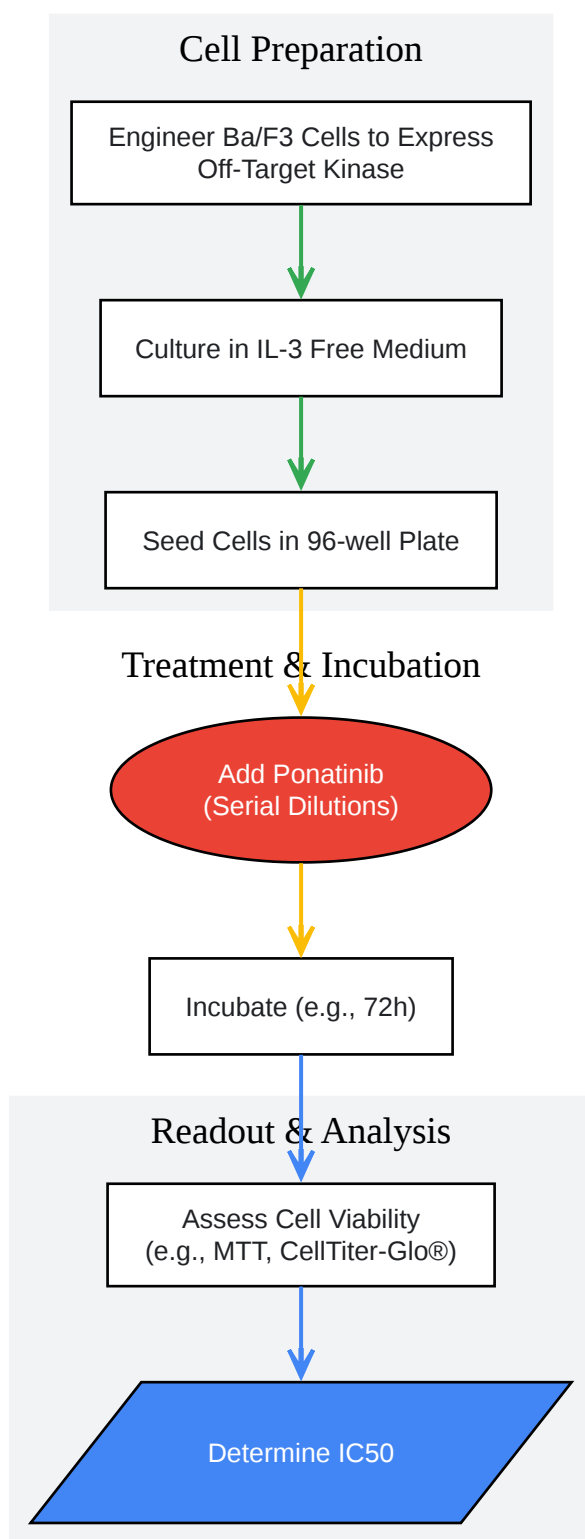 Cell Preparation
Engineer Ba/F3 Cells to Express
Off-Target Kinase
Culture in IL-3 Free Medium
Seed Cells in 96-well Plate
Treatment & Incubation
Add Ponatinib
(Serial Dilutions)
Incubate (e.g., 72h)
Readout & Analysis
Assess Cell Viability
(e.g., MTT, CellTiter-Glo®)
Determine IC50